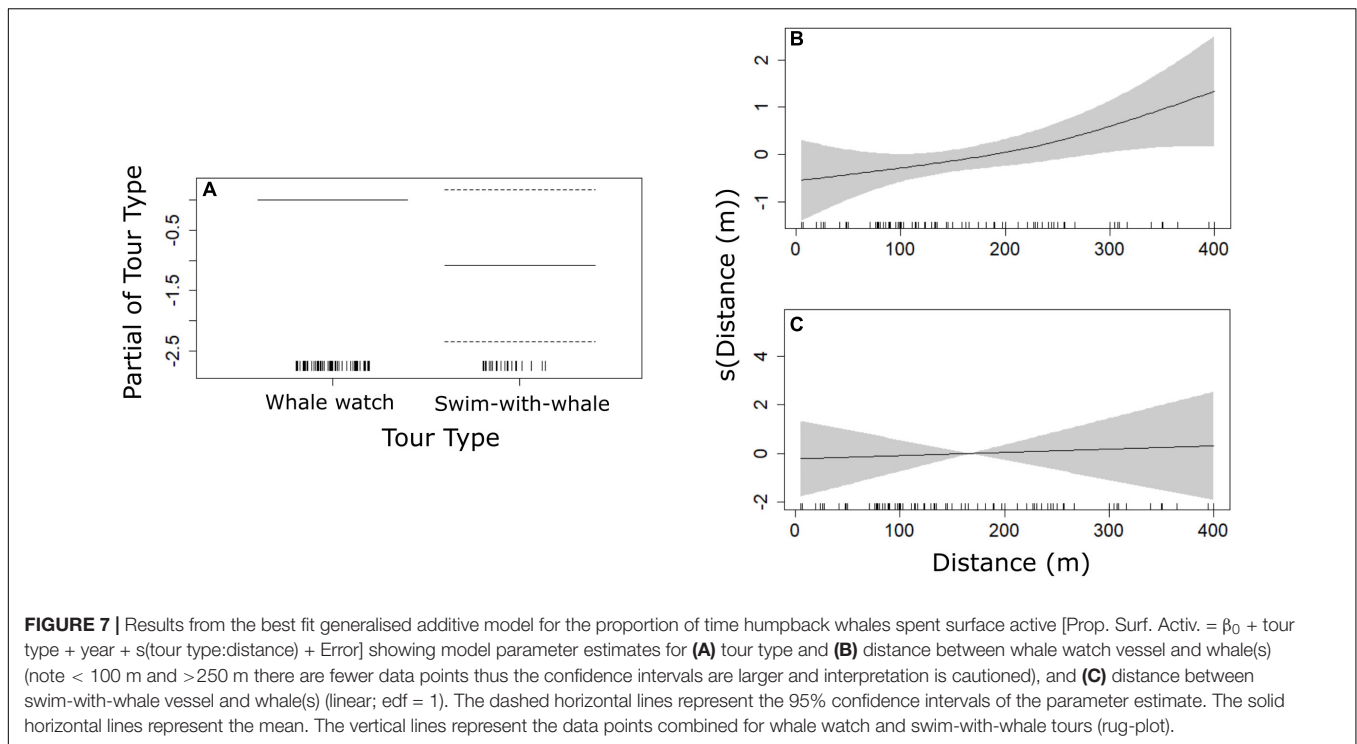 A
Partial of Tour Type
-0.5
-1.5
-2.5
Whale watch Swim-with-whale
Tour Type
B
s(Distance (m))
2
1
0
-1
0 100 200 300 400
C
4
2
0
-2
0 100 200 300 400
Distance (m)
FIGURE 7 | Results from the best fit generalised additive model for the proportion of time humpback whales spent surface active [Prop. Surf. Activ. = β0 + tour
type + year + s(tour type:distance) + Error] showing model parameter estimates for (A) tour type and (B) distance between whale watch vessel and whale(s)
(note < 100 m and >250 m there are fewer data points thus the confidence intervals are larger and interpretation is cautioned), and (C) distance between
swim-with-whale vessel and whale(s) (linear; edf = 1). The dashed horizontal lines represent the 95% confidence intervals of the parameter estimate. The solid
horizontal lines represent the mean. The vertical lines represent the data points combined for whale watch and swim-with-whale tours (rug-plot).